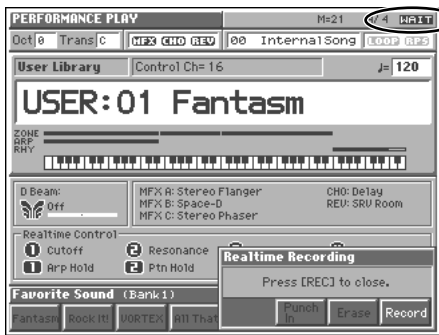 PERFORMANCE PLAY M=21 4/ 4 WAIT
Oct 0 Trans C MFX CHO REV 00 InternalSong LOOP RPS
User Library Control Ch= 16 ♩= 120
USER:01 Fantasm
ZONE
ARP
RHY
D Beam: Off
MFX A: Stereo Flanger CHO: Delay
MFX B: Space-D REV: SRV Room
MFX C: Stereo Phaser
Realtime Control
1 Cutoff 2 Resonance
1 Arp Hold 2 Ptn Hold
Realtime Recording
Press [REC] to close.
Punch In Erase Record
Favorite Sound (Bank 1)
Fantasm Rock It! VORTEX All That